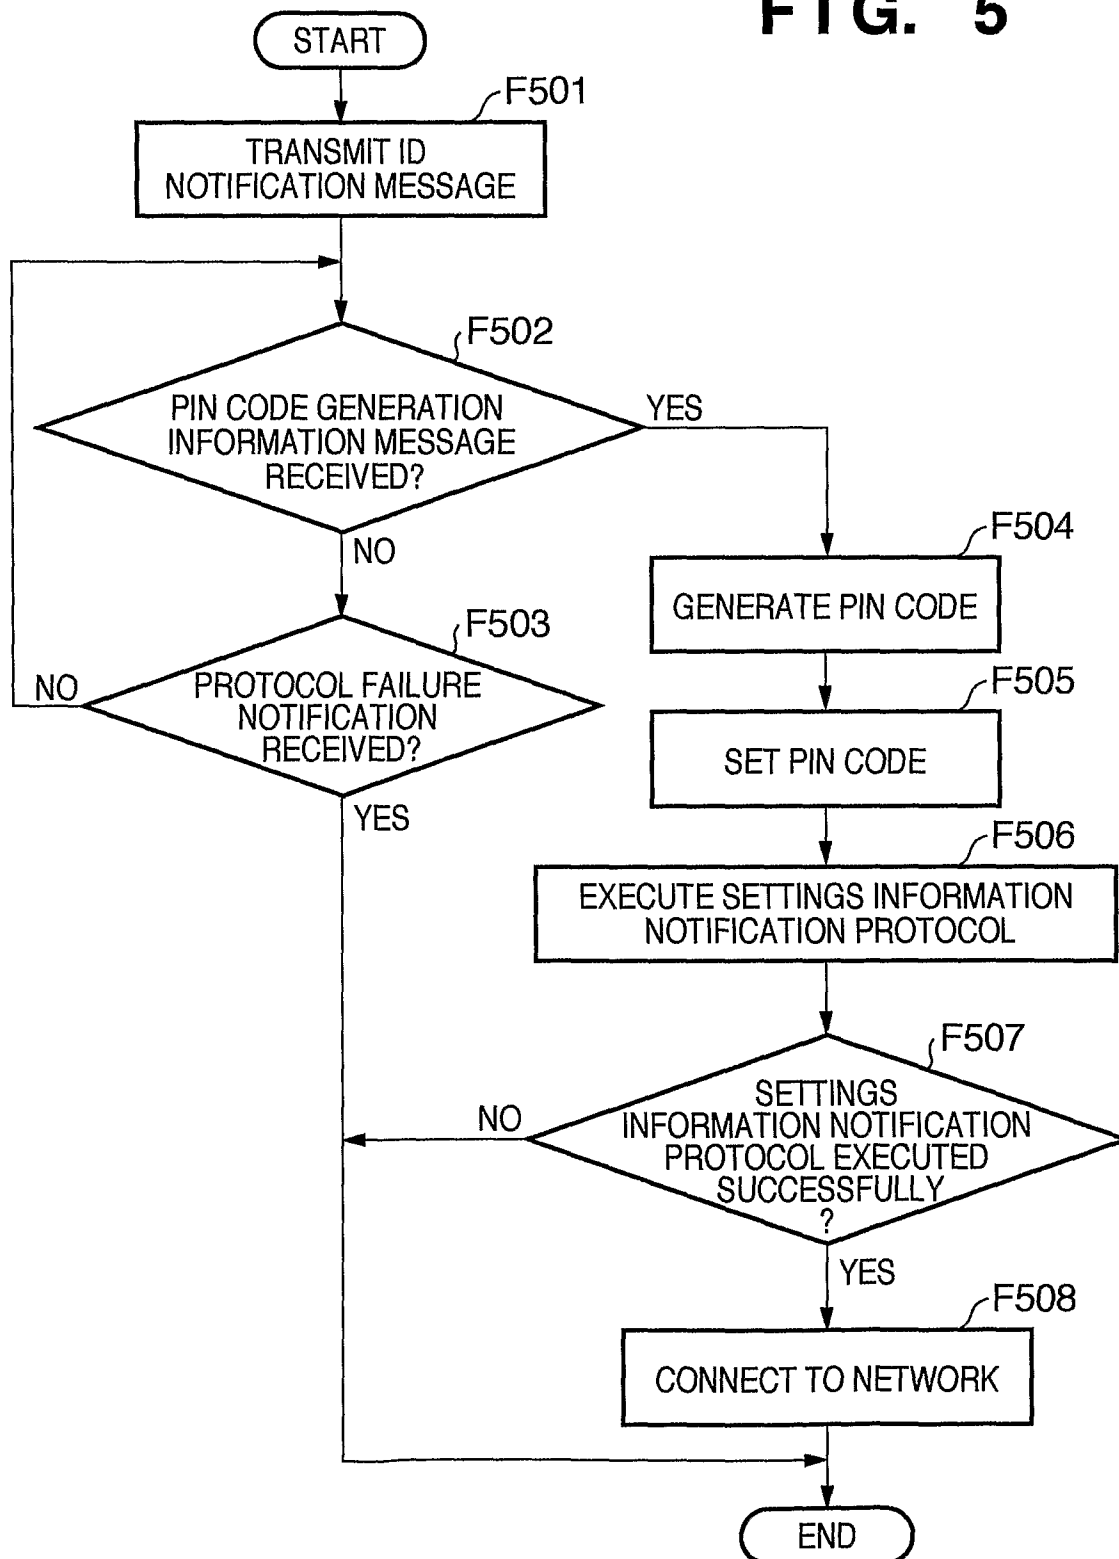 FIG. 5
START
F501
TRANSMIT ID
NOTIFICATION MESSAGE
F502
PIN CODE GENERATION
INFORMATION MESSAGE
RECEIVED?
YES
NO
F503
PROTOCOL FAILURE
NOTIFICATION
RECEIVED?
NO
YES
F504
GENERATE PIN CODE
F505
SET PIN CODE
F506
EXECUTE SETTINGS INFORMATION
NOTIFICATION PROTOCOL
F507
SETTINGS
INFORMATION NOTIFICATION
PROTOCOL EXECUTED
SUCCESSFULLY
?
NO
YES
F508
CONNECT TO NETWORK
END